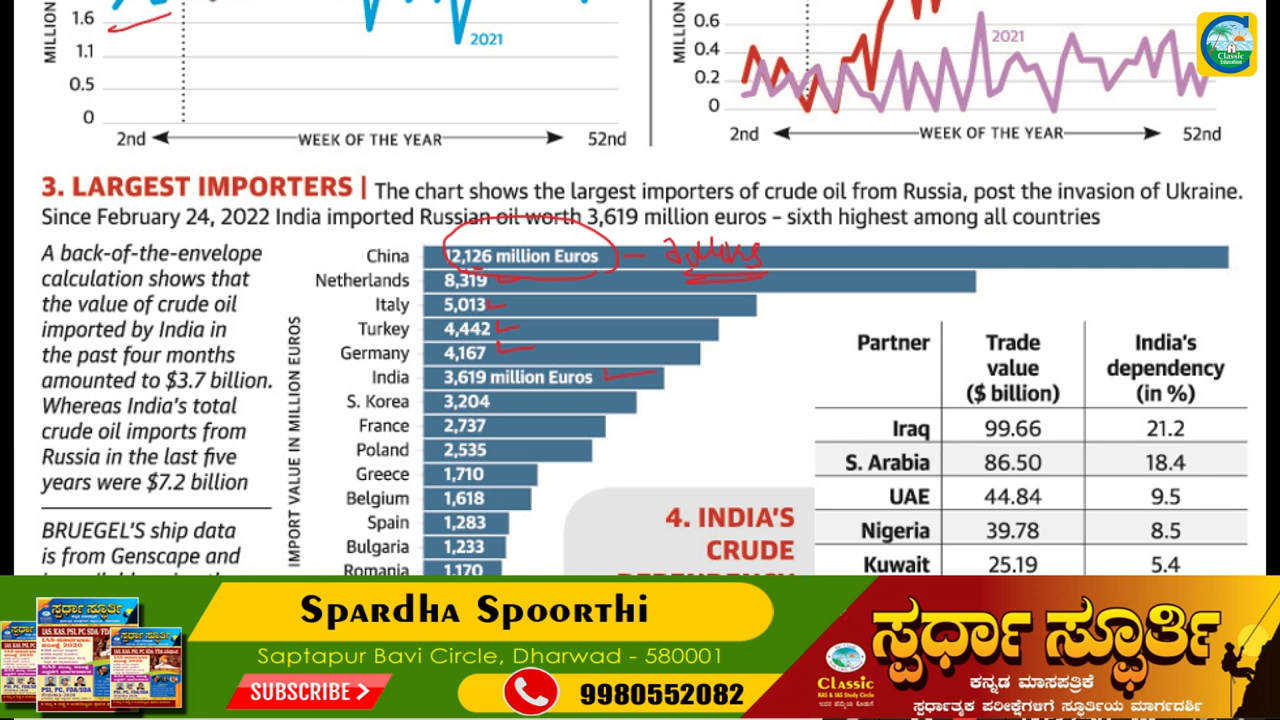 MILLION
1.6
1.1
0.5
0
2021
2nd
WEEK OF THE YEAR
52nd
MILLION
0.6
0.4
0.2
0
2021
2nd
WEEK OF THE YEAR
52nd
Classic
Education
3. LARGEST IMPORTERS | The chart shows the largest importers of crude oil from Russia, post the invasion of Ukraine.
Since February 24, 2022 India imported Russian oil worth 3,619 million euros – sixth highest among all countries
A back-of-the-envelope
calculation shows that
the value of crude oil
imported by India in
the past four months
amounted to $3.7 billion.
Whereas India's total
crude oil imports from
Russia in the last five
years were $7.2 billion
BRUEGEL'S ship data
is from Genscape and
IMPORT VALUE IN MILLION EUROS
China 12,126 million Euros
Netherlands 8,319
Italy 5,013
Turkey 4,442
Germany 4,167
India 3,619 million Euros
S. Korea 3,204
France 2,737
Poland 2,535
Greece 1,710
Belgium 1,618
Spain 1,283
Bulgaria 1,233
Romania 1,170
4. INDIA'S
CRUDE
DEPENDENCY
Partner Trade value ($ billion) India's dependency (in %)
Iraq 99.66 21.2
S. Arabia 86.50 18.4
UAE 44.84 9.5
Nigeria 39.78 8.5
Kuwait 25.19 5.4
Spardha Spoorthi
Saptapur Bavi Circle, Dharwad - 580001
SUBSCRIBE
9980552082
ಸ್ಪರ್ಧಾ ಸ್ಫೂರ್ತಿ
Classic
KAS & IAS Study Circle
ಕನ್ನಡ ಮಾಸಪತ್ರಿಕೆ
ಸ್ಪರ್ಧಾತ್ಮಕ ಪರೀಕ್ಷೆಗಳಿಗೆ ಸ್ಫೂರ್ತಿಯ ಮಾರ್ಗದರ್ಶಿ